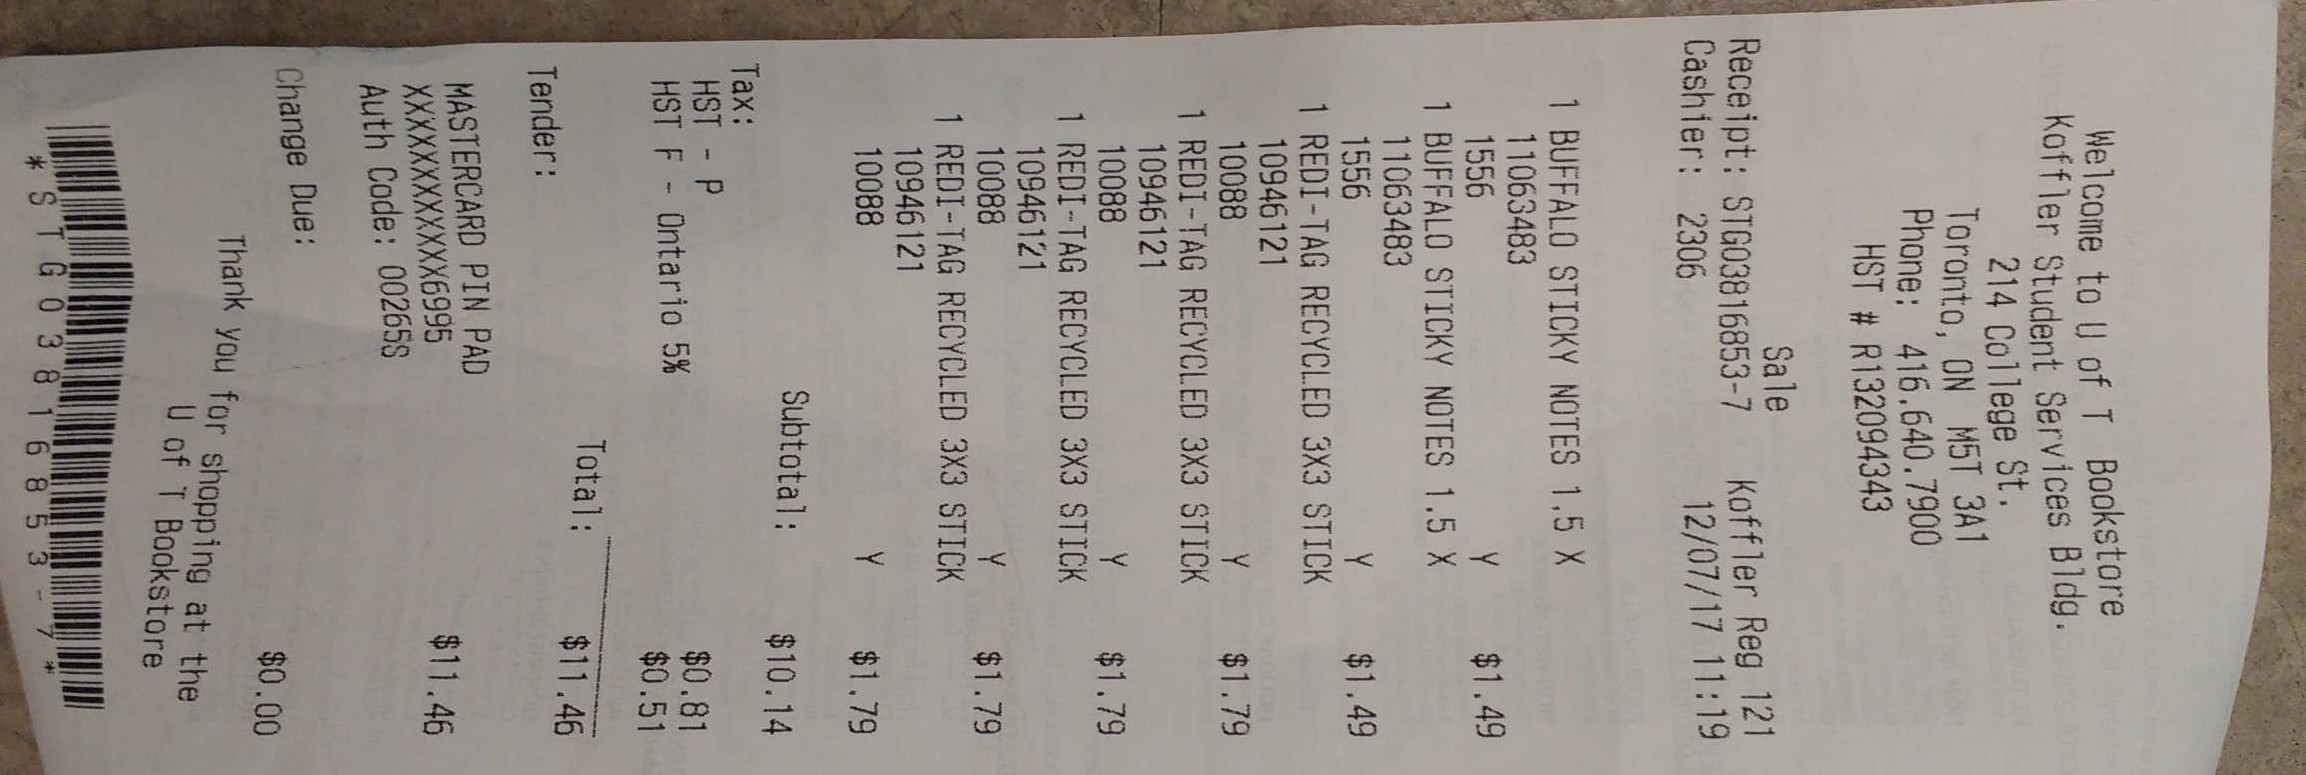 Welcome to U of T Bookstore
Koffler Student Services Bldg.
214 College St.
Toronto, ON M5T 3A1
Phone: 416.640.7900
HST # R132094343
Sale
Receipt: STG03816853-7 Koffler Reg 121
Cashier: 2306 12/07/17 11:19
1 BUFFALO STICKY NOTES 1.5 X
11063483
1556 Y $1.49
1 BUFFALO STICKY NOTES 1.5 X
11063483
1556 Y $1.49
1 REDI-TAG RECYCLED 3X3 STICK
10946121
10088 Y $1.79
1 REDI-TAG RECYCLED 3X3 STICK
10946121
10088 Y $1.79
1 REDI-TAG RECYCLED 3X3 STICK
10946121
10088 Y $1.79
1 REDI-TAG RECYCLED 3X3 STICK
10946121
10088 Y $1.79
Subtotal: $10.14
Tax:
HST - P $0.81
HST F - Ontario 5% $0.51
Total: $11.46
Tender:
MASTERCARD PIN PAD
XXXXXXXXXXXX6995 $11.46
Auth Code: 00265S
Change Due: $0.00
Thank you for shopping at the
U of T Bookstore
*STG03816853-7*